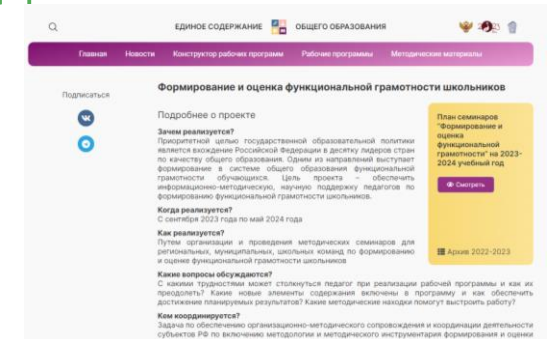 ЕДИНОЕ СОДЕРЖАНИЕ ОБЩЕГО ОБРАЗОВАНИЯ
Главная Новости Конструктор рабочих программ Рабочие программы Методические материалы
Подписаться
Формирование и оценка функциональной грамотности школьников
Подробнее о проекте
Зачем реализуется?
Приоритетной целью государственной образовательной политики
является вхождение Российской Федерации в десятку лидеров стран
по качеству общего образования. Одним из направлений выступает
формирование в системе общего образования функциональной
грамотности обучающихся. Цель проекта – обеспечить
информационно-методическую, научную поддержку педагогов по
формированию функциональной грамотности школьников.
Когда реализуется?
С сентября 2023 года по май 2024 года
Как реализуется?
Путем организации и проведения методических семинаров для
региональных, муниципальных, школьных команд по формированию
и оценке функциональной грамотности школьников
Какие вопросы обсуждаются?
С какими трудностями может столкнуться педагог при реализации рабочей программы и как их
преодолеть? Какие новые элементы содержания включены в программу и как обеспечить
достижение планируемых результатов? Какие методические находки помогут выстроить работу?
Кем координируется?
Задача по обеспечению организационно-методического сопровождения и координации деятельности
субъектов РФ по включению методологии и методического инструментария формирования и оценки
План семинаров
"Формирование и
оценка
функциональной
грамотности" на 2023-
2024 учебный год
Смотреть
Архив 2022-2023